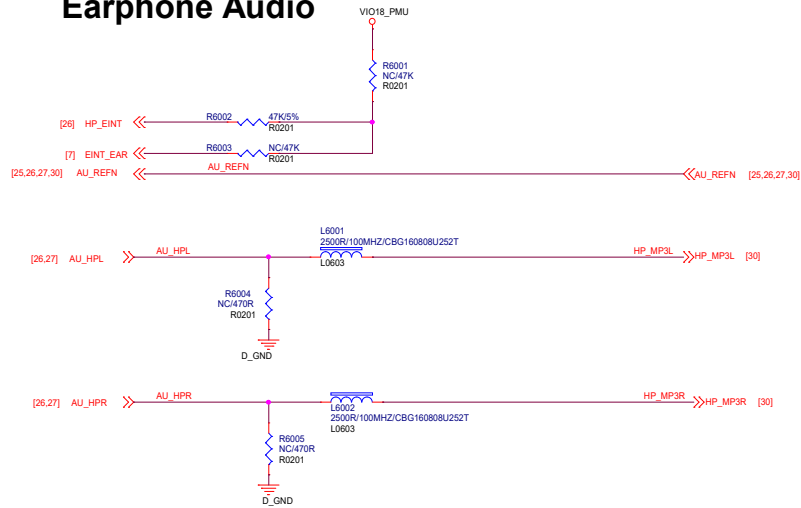 Earphone Audio
VIO18_PMU
R6001
NC/47K
R0201
[26] HP_EINT
R6002
47K/5%
R0201
[7] EINT_EAR
R6003
NC/47K
R0201
[25,26,27,30] AU_REFN
AU_REFN
AU_REFN [25,26,27,30]
L6001
2500R/100MHZ/CBG160808U252T
L0603
[26,27] AU_HPL
AU_HPL
HP_MP3L
HP_MP3L [30]
R6004
NC/470R
R0201
D_GND
[26,27] AU_HPR
AU_HPR
L6002
2500R/100MHZ/CBG160808U252T
L0603
HP_MP3R
HP_MP3R [30]
R6005
NC/470R
R0201
D_GND